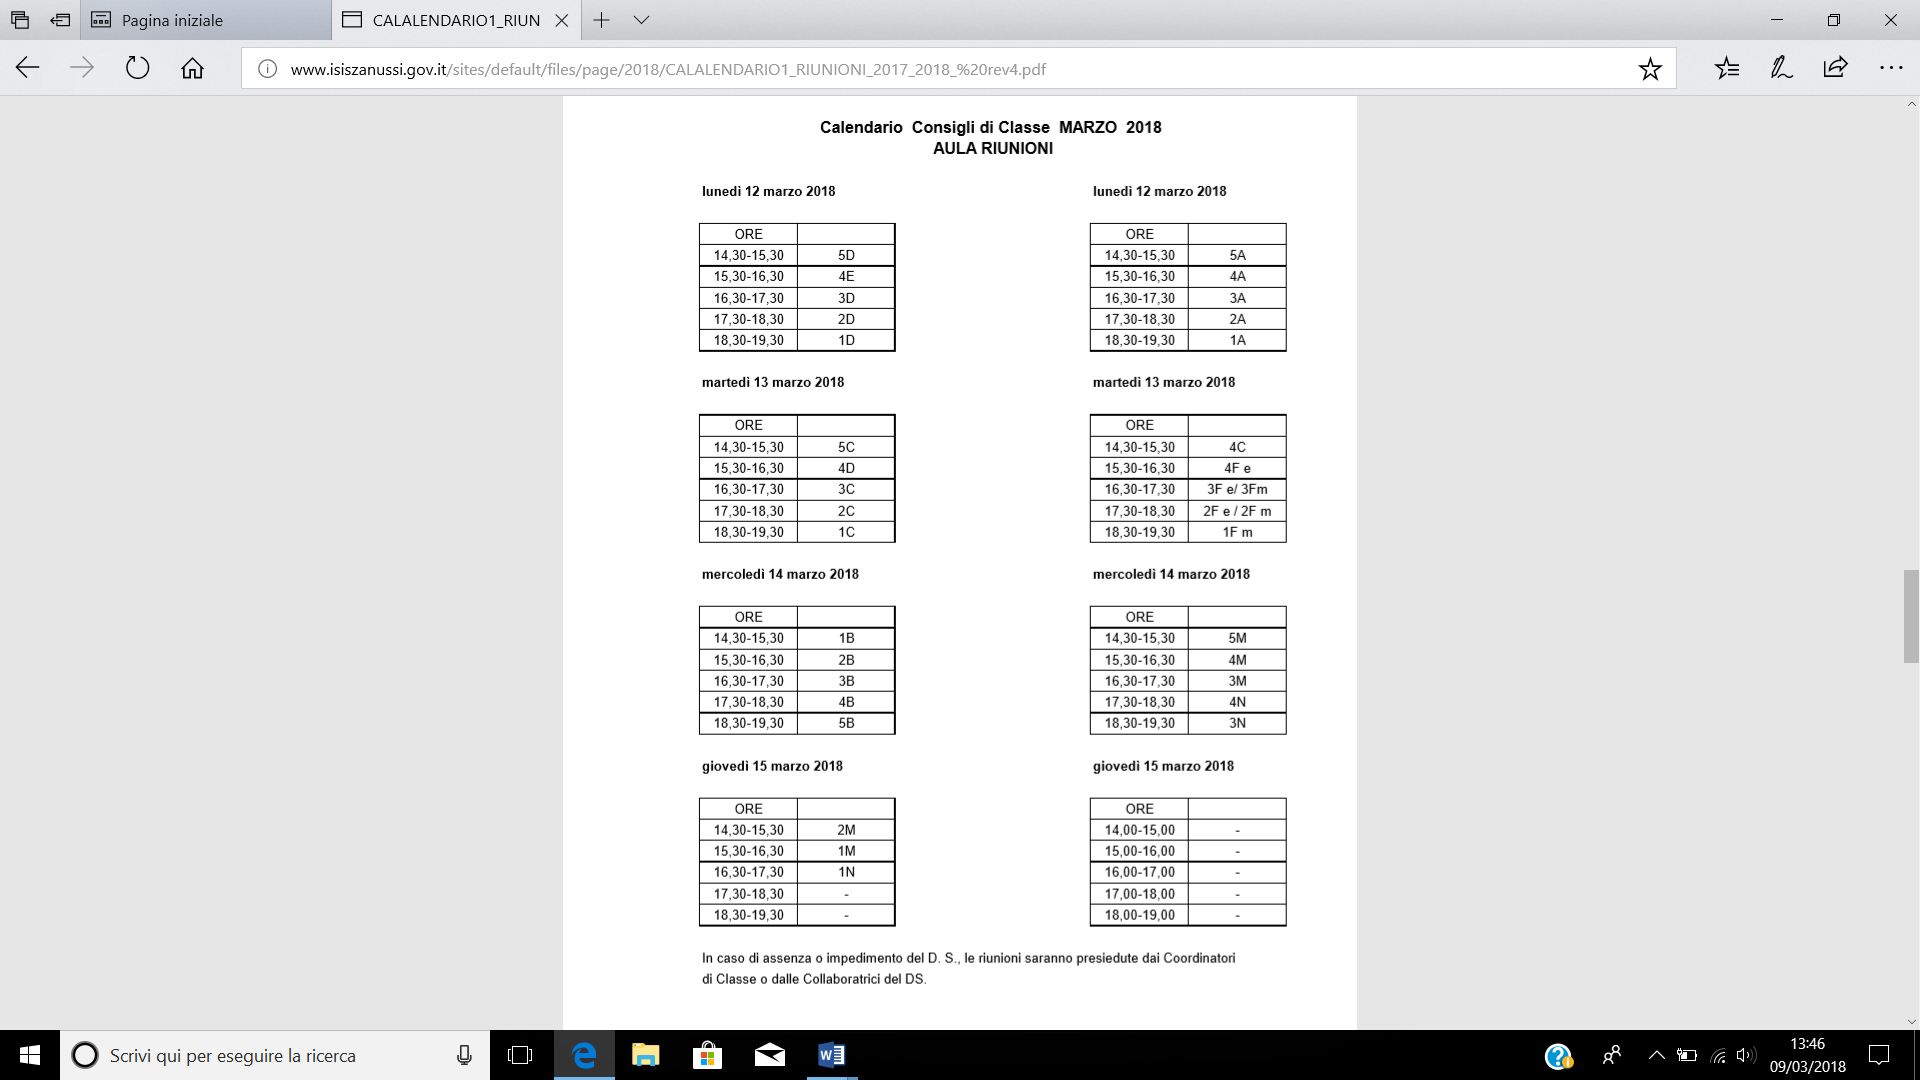 Pagina iniziale
CALALENDARIO1_RIUN
www.isiszanussi.gov.it/sites/default/files/page/2018/CALALENDARIO1_RIUNIONI_2017_2018_%20rev4.pdf
Calendario Consigli di Classe MARZO 2018
AULA RIUNIONI
lunedì 12 marzo 2018
ORE
14,30-15,30 5D
15,30-16,30 4E
16,30-17,30 3D
17,30-18,30 2D
18,30-19,30 1D
lunedì 12 marzo 2018
ORE
14,30-15,30 5A
15,30-16,30 4A
16,30-17,30 3A
17,30-18,30 2A
18,30-19,30 1A
martedì 13 marzo 2018
ORE
14,30-15,30 5C
15,30-16,30 4D
16,30-17,30 3C
17,30-18,30 2C
18,30-19,30 1C
martedì 13 marzo 2018
ORE
14,30-15,30 4C
15,30-16,30 4F e
16,30-17,30 3F e/ 3Fm
17,30-18,30 2F e / 2F m
18,30-19,30 1F m
mercoledì 14 marzo 2018
ORE
14,30-15,30 1B
15,30-16,30 2B
16,30-17,30 3B
17,30-18,30 4B
18,30-19,30 5B
mercoledì 14 marzo 2018
ORE
14,30-15,30 5M
15,30-16,30 4M
16,30-17,30 3M
17,30-18,30 4N
18,30-19,30 3N
giovedì 15 marzo 2018
ORE
14,30-15,30 2M
15,30-16,30 1M
16,30-17,30 1N
17,30-18,30 -
18,30-19,30 -
giovedì 15 marzo 2018
ORE
14,00-15,00 -
15,00-16,00 -
16,00-17,00 -
17,00-18,00 -
18,00-19,00 -
In caso di assenza o impedimento del D. S., le riunioni saranno presiedute dai Coordinatori
di Classe o dalle Collaboratrici del DS.
Scrivi qui per eseguire la ricerca
13:46
09/03/2018